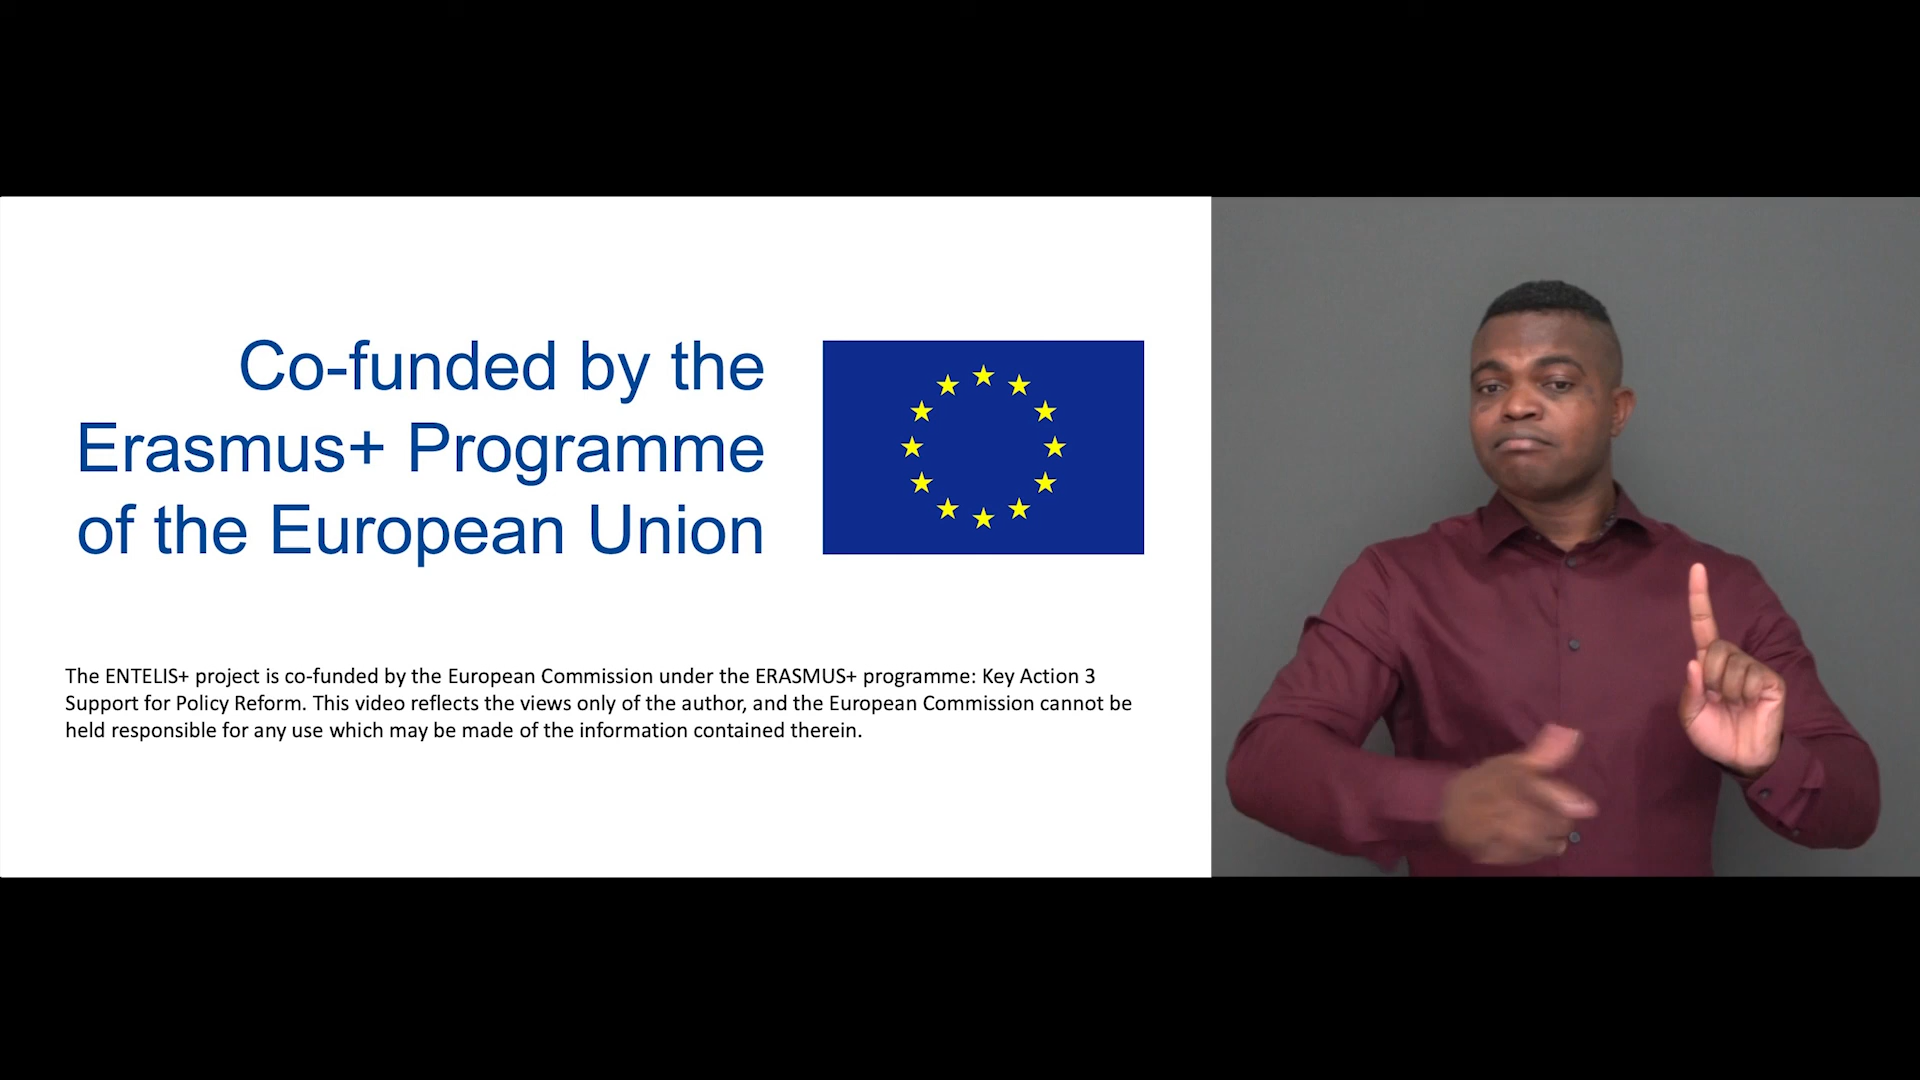 Co-funded by the
Erasmus+ Programme
of the European Union
The ENTELIS+ project is co-funded by the European Commission under the ERASMUS+ programme: Key Action 3
Support for Policy Reform. This video reflects the views only of the author, and the European Commission cannot be
held responsible for any use which may be made of the information contained therein.